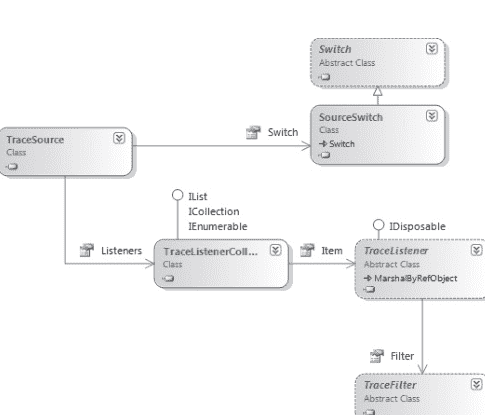 Switch
Abstract Class
SourceSwitch
Class
Switch
TraceSource
Class
Switch
IList
ICollection
IEnumerable
IDisposable
Listeners
TraceListenerColl...
Class
Item
TraceListener
Abstract Class
MarshalByRefObject
Filter
TraceFilter
Abstract Class